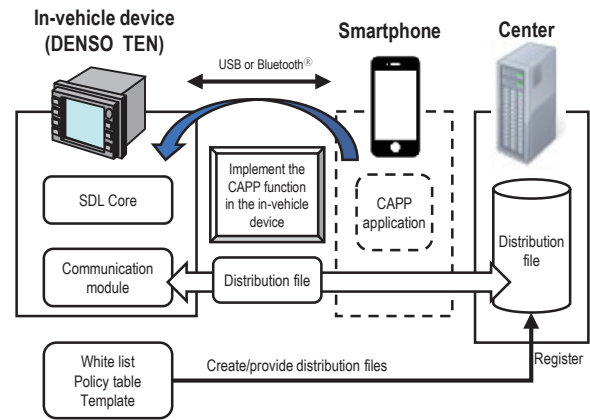 In-vehicle device
(DENSO TEN)
Smartphone
Center
USB or Bluetooth®
Implement the
CAPP function
in the in-vehicle
device
SDL Core
CAPP
application
Distribution
file
Communication
module
Distribution file
White list
Policy table
Template
Create/provide distribution files
Register